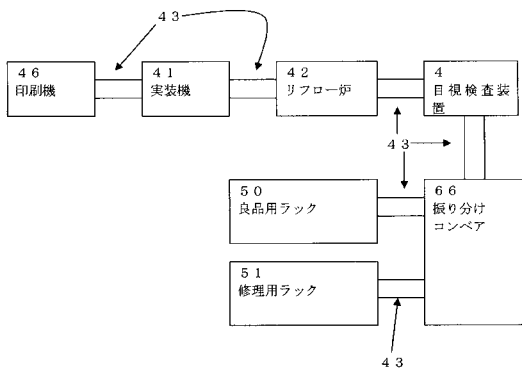 ４３
４６
印刷機
４１
実装機
４２
リフロー炉
４
目視検査装
置
４３
５０
良品用ラック
６６
振り分け
コンベア
５１
修理用ラック
４３